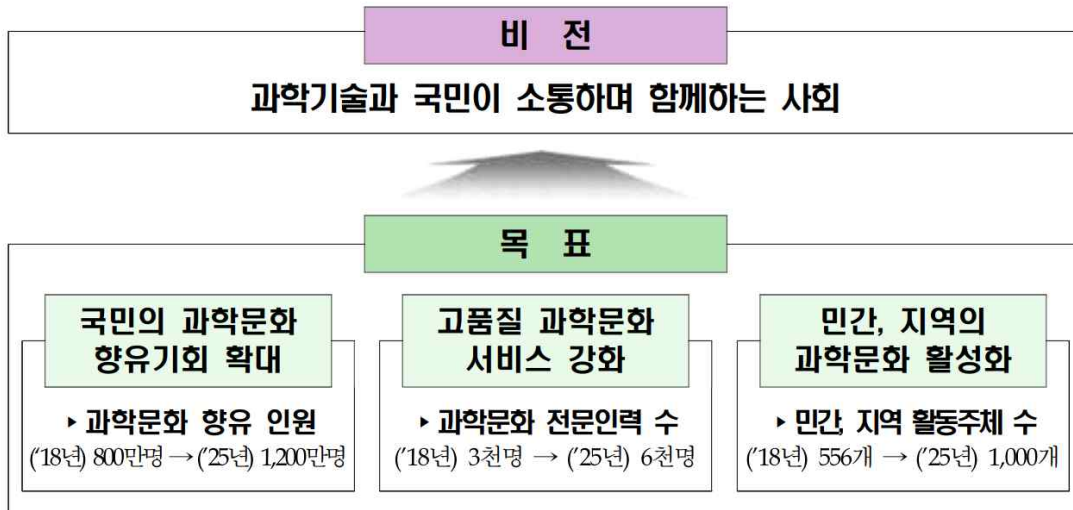 비 전
과학기술과 국민이 소통하며 함께하는 사회
목 표
국민의 과학문화
향유기회 확대
▸ 과학문화 향유 인원
('18년) 800만명 → ('25년) 1,200만명
고품질 과학문화
서비스 강화
▸ 과학문화 전문인력 수
('18년) 3천명 → ('25년) 6천명
민간, 지역의
과학문화 활성화
▸ 민간, 지역 활동주체 수
('18년) 556개 → ('25년) 1,000개